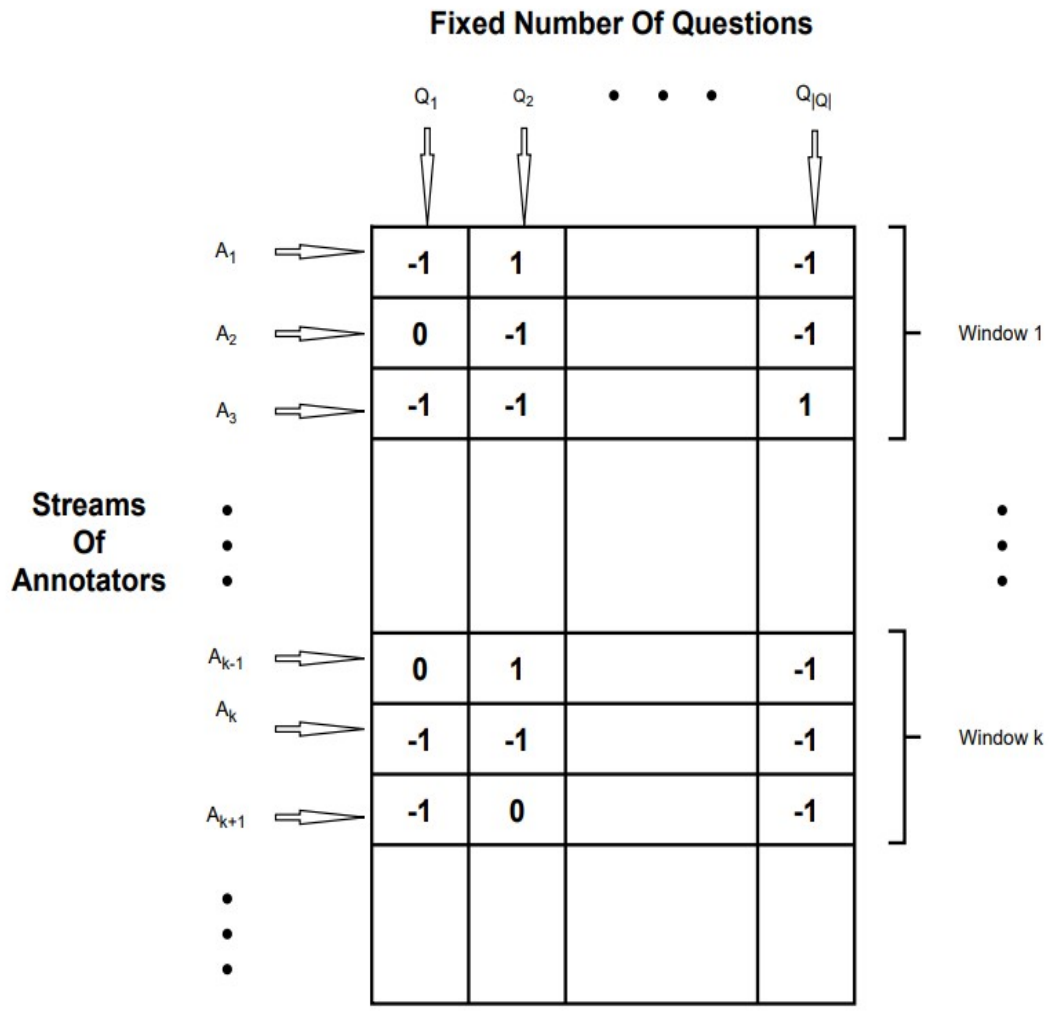 Fixed Number Of Questions
Q1 Q2 Q|Q|
A1 -1 1 -1
A2 0 -1 -1 Window 1
A3 -1 -1 1
Streams
Of
Annotators
Ak-1 0 1 -1
Ak -1 -1 -1 Window k
Ak+1 -1 0 -1